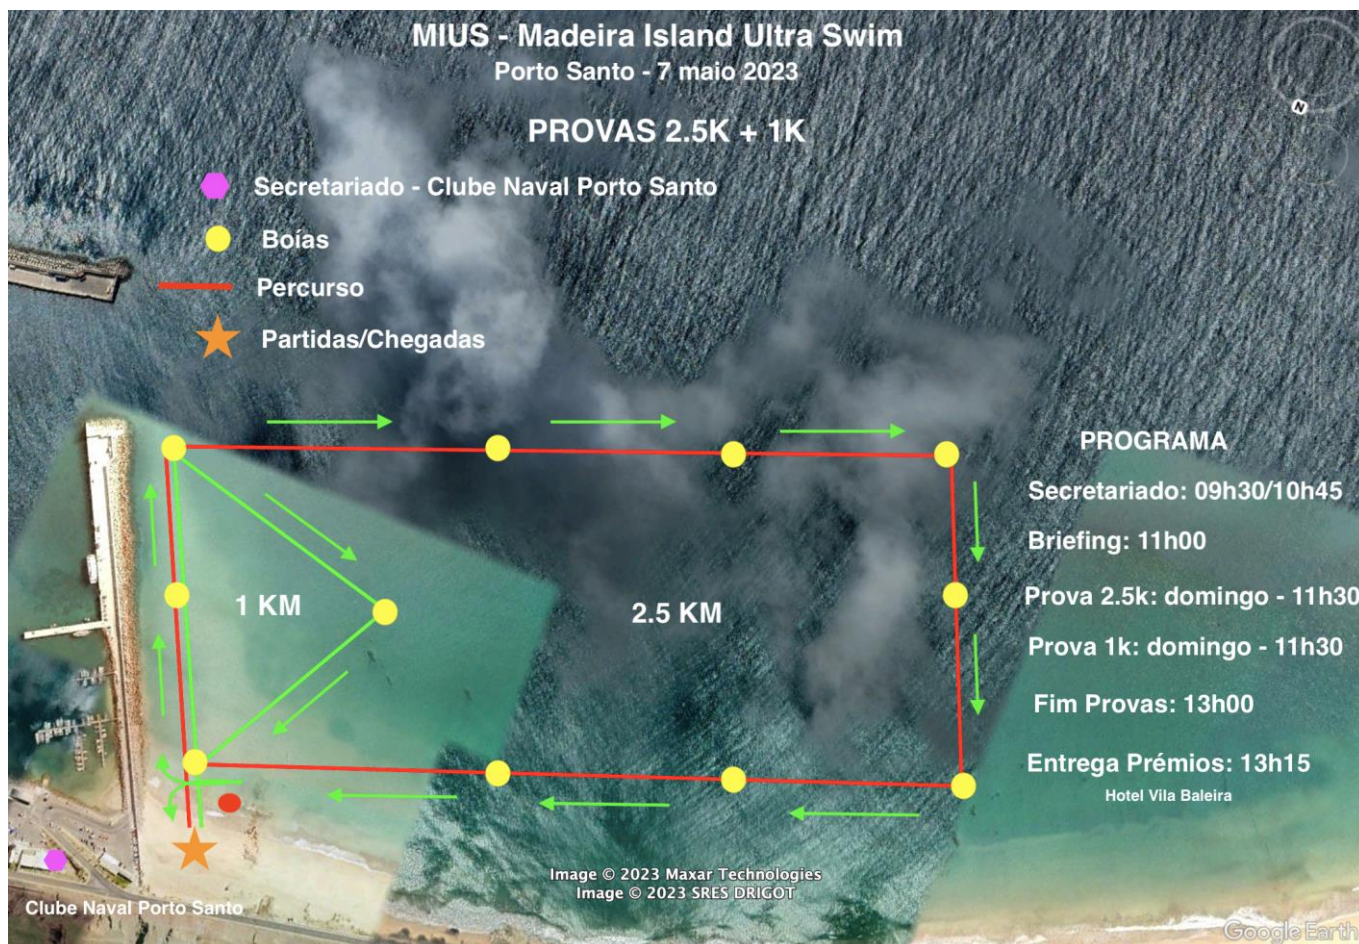 MIUS - Madeira Island Ultra Swim
Porto Santo - 7 maio 2023
PROVAS 2.5K + 1K
N
Secretariado - Clube Naval Porto Santo
Boías
Percurso
Partidas/Chegadas
PROGRAMA
Secretariado: 09h30/10h45
Briefing: 11h00
Prova 2.5k: domingo - 11h30
Prova 1k: domingo - 11h30
Fim Provas: 13h00
Entrega Prémios: 13h15
Hotel Vila Baleira
1 KM
2.5 KM
Image © 2023 Maxar Technologies
Image © 2023 SRES DRIGOT
Clube Naval Porto Santo
Google Earth